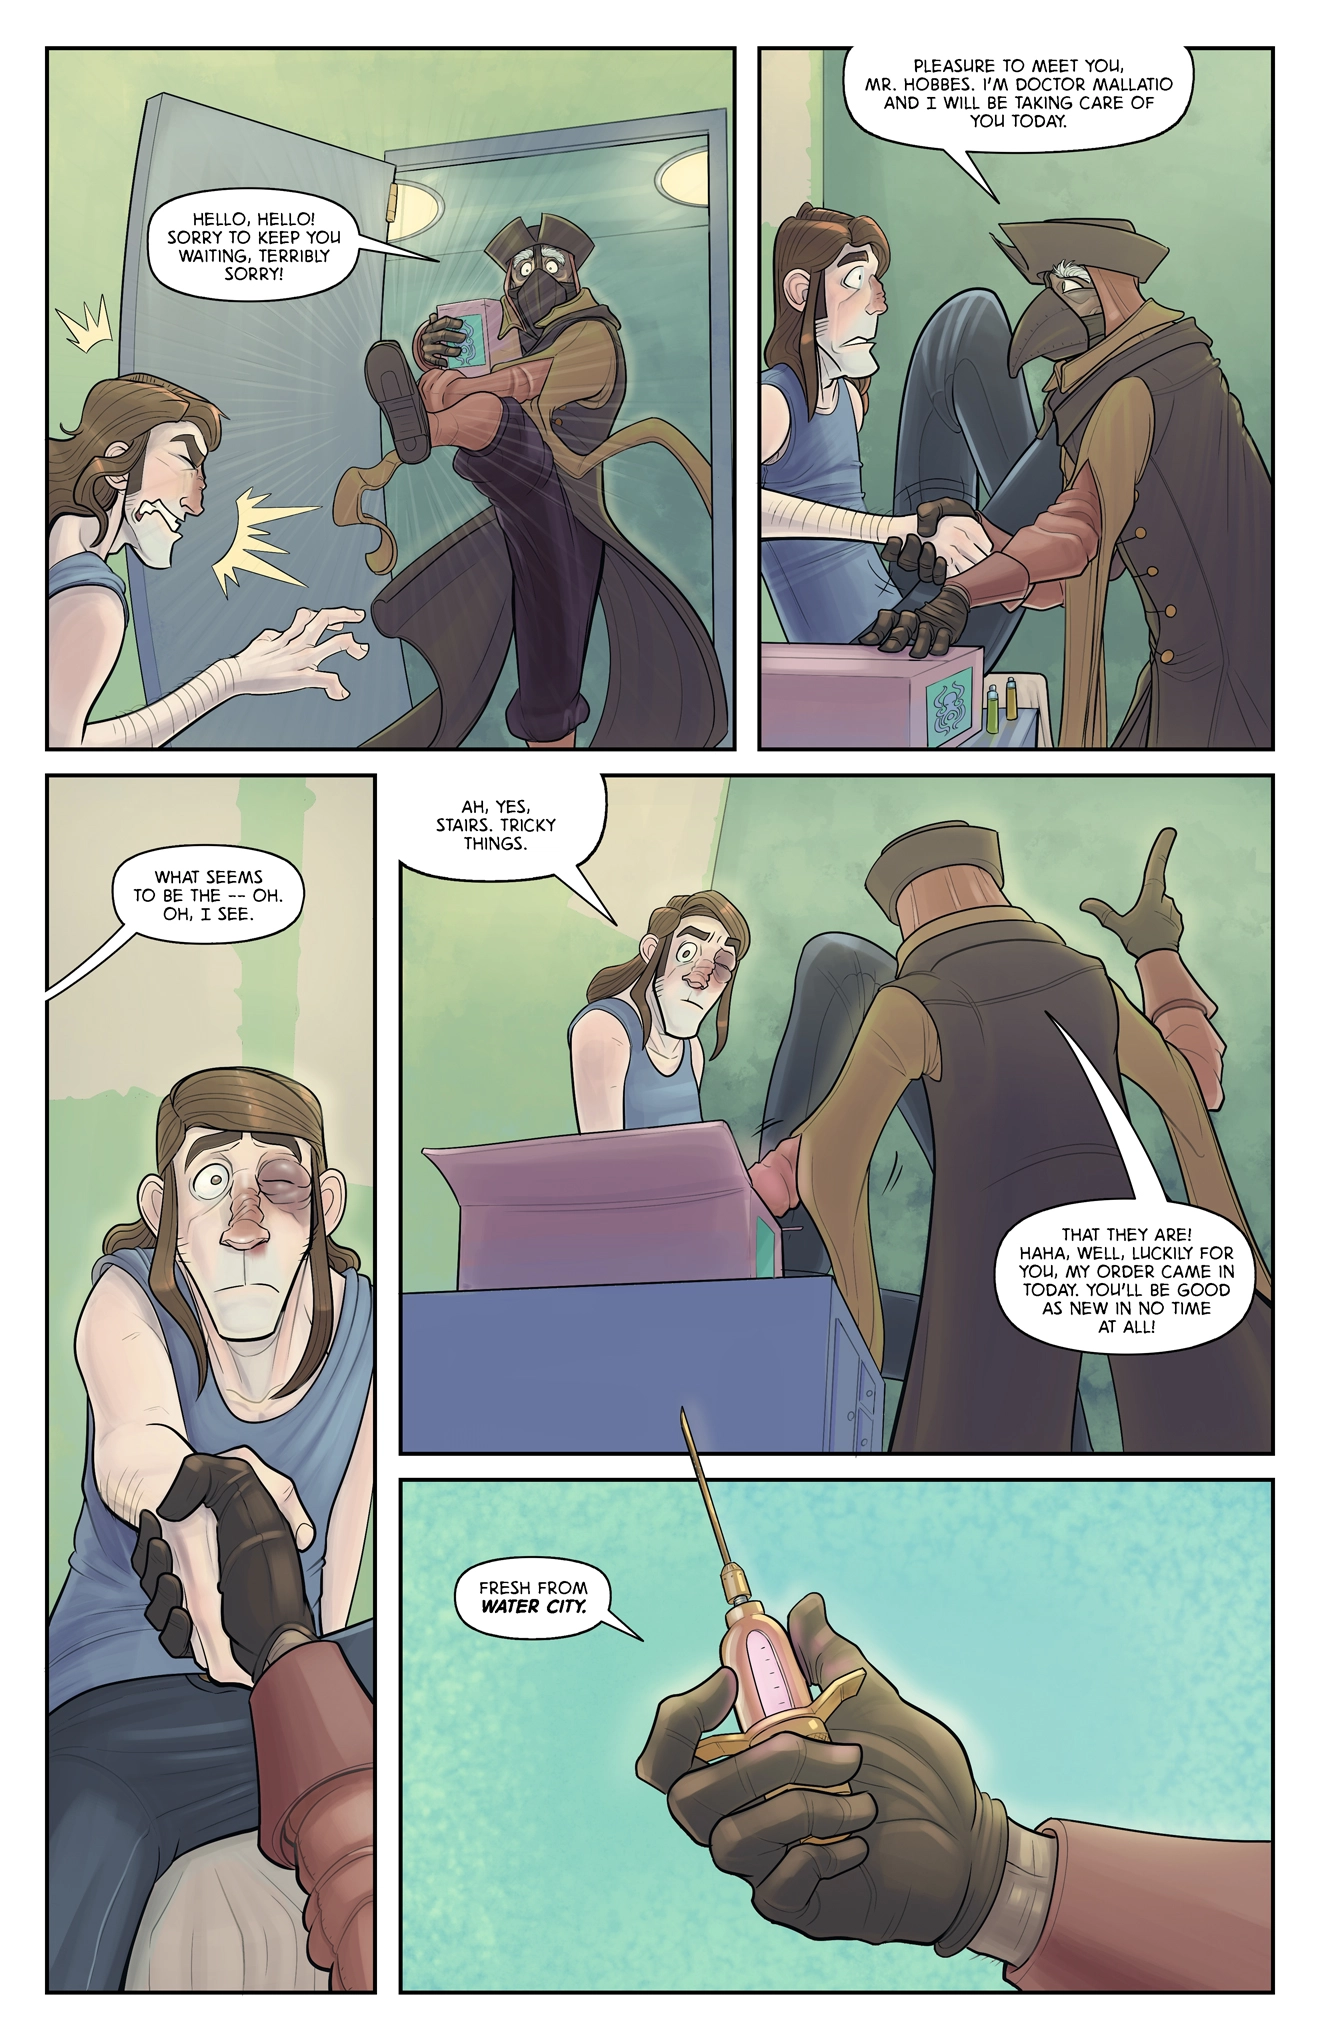 HELLO, HELLO!
SORRY TO KEEP YOU
WAITING, TERRIBLY
SORRY!
PLEASURE TO MEET YOU,
MR. HOBBES. I'M DOCTOR MALLATIO
AND I WILL BE TAKING CARE OF
YOU TODAY.
WHAT SEEMS
TO BE THE -- OH.
OH, I SEE.
AH, YES,
STAIRS. TRICKY
THINGS.
THAT THEY ARE!
HAHA, WELL, LUCKILY FOR
YOU, MY ORDER CAME IN
TODAY. YOU'LL BE GOOD
AS NEW IN NO TIME
AT ALL!
FRESH FROM
WATER CITY.